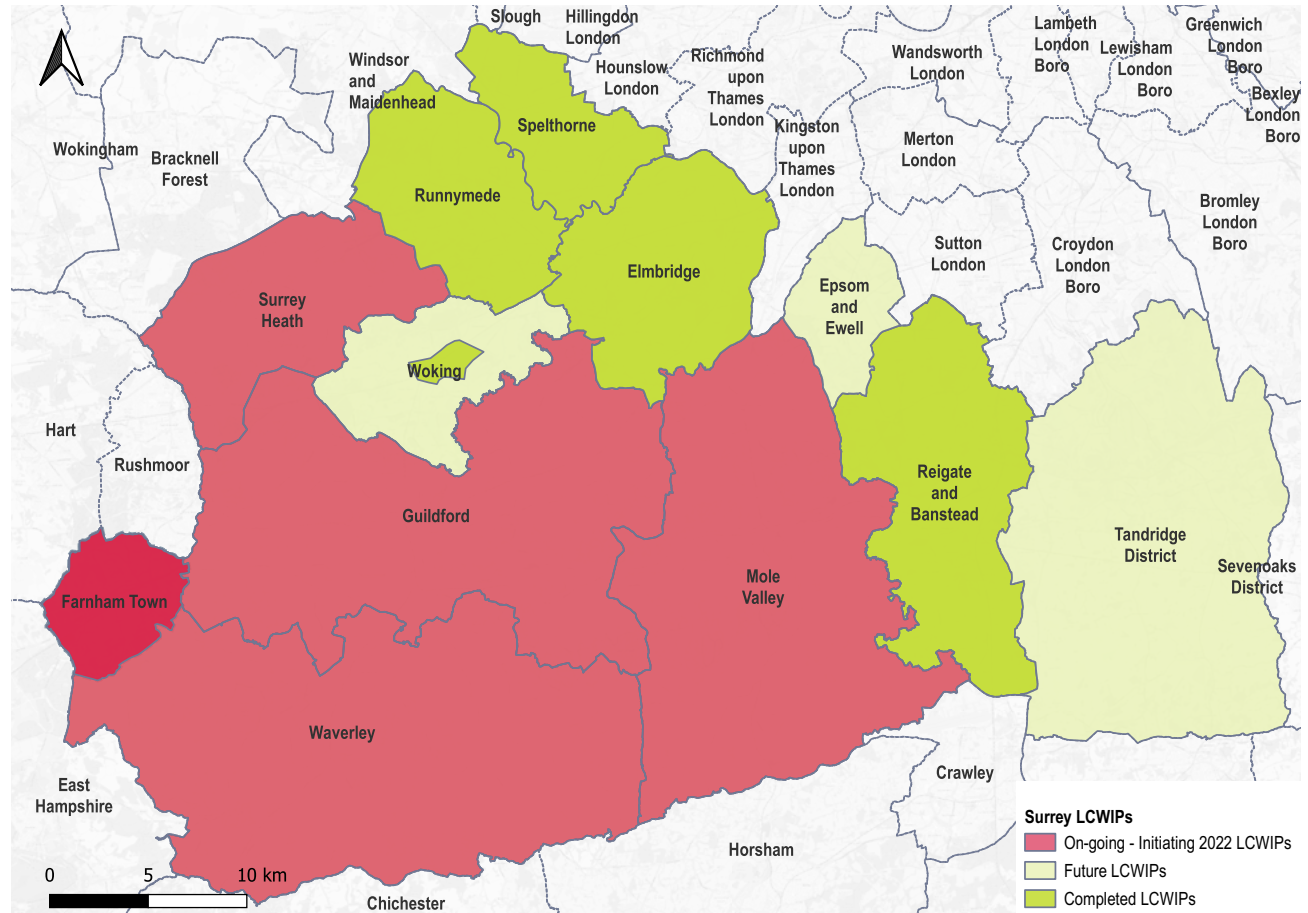 Slough
Hillingdon
London
Lambeth
London
Boro
Greenwich
London
Boro
Windsor
and
Maidenhead
Hounslow
London
Richmond
upon
Thames
London
Wandsworth
London
Lewisham
London
Boro
Bexley
London
Boro
Wokingham
Bracknell
Forest
Spelthorne
Kingston
upon
Thames
London
Merton
London
Runnymede
Bromley
London
Boro
Elmbridge
Sutton
London
Croydon
London
Boro
Surrey
Heath
Epsom
and
Ewell
Woking
Hart
Rushmoor
Guildford
Reigate
and
Banstead
Tandridge
District
Sevenoaks
District
Mole
Valley
Farnham Town
Waverley
East
Hampshire
Crawley
Horsham
Chichester
0 5 10 km
Surrey LCWIPs
On-going - Initiating 2022 LCWIPs
Future LCWIPs
Completed LCWIPs